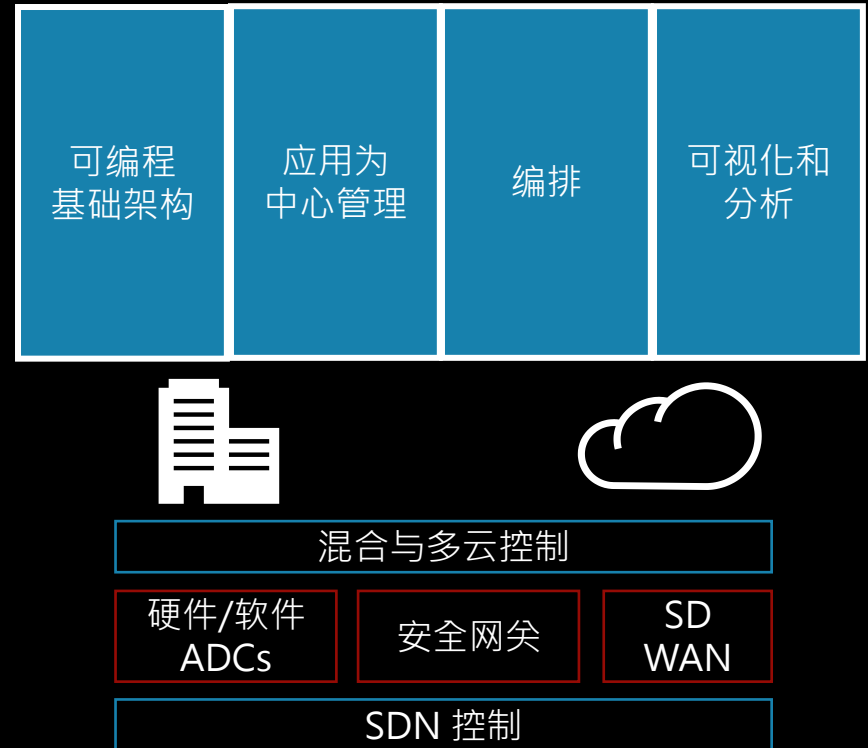 可编程
基础架构
应用为
中心管理
编排
可视化和
分析
混合与多云控制
硬件/软件
ADCs
安全网关
SD
WAN
SDN 控制